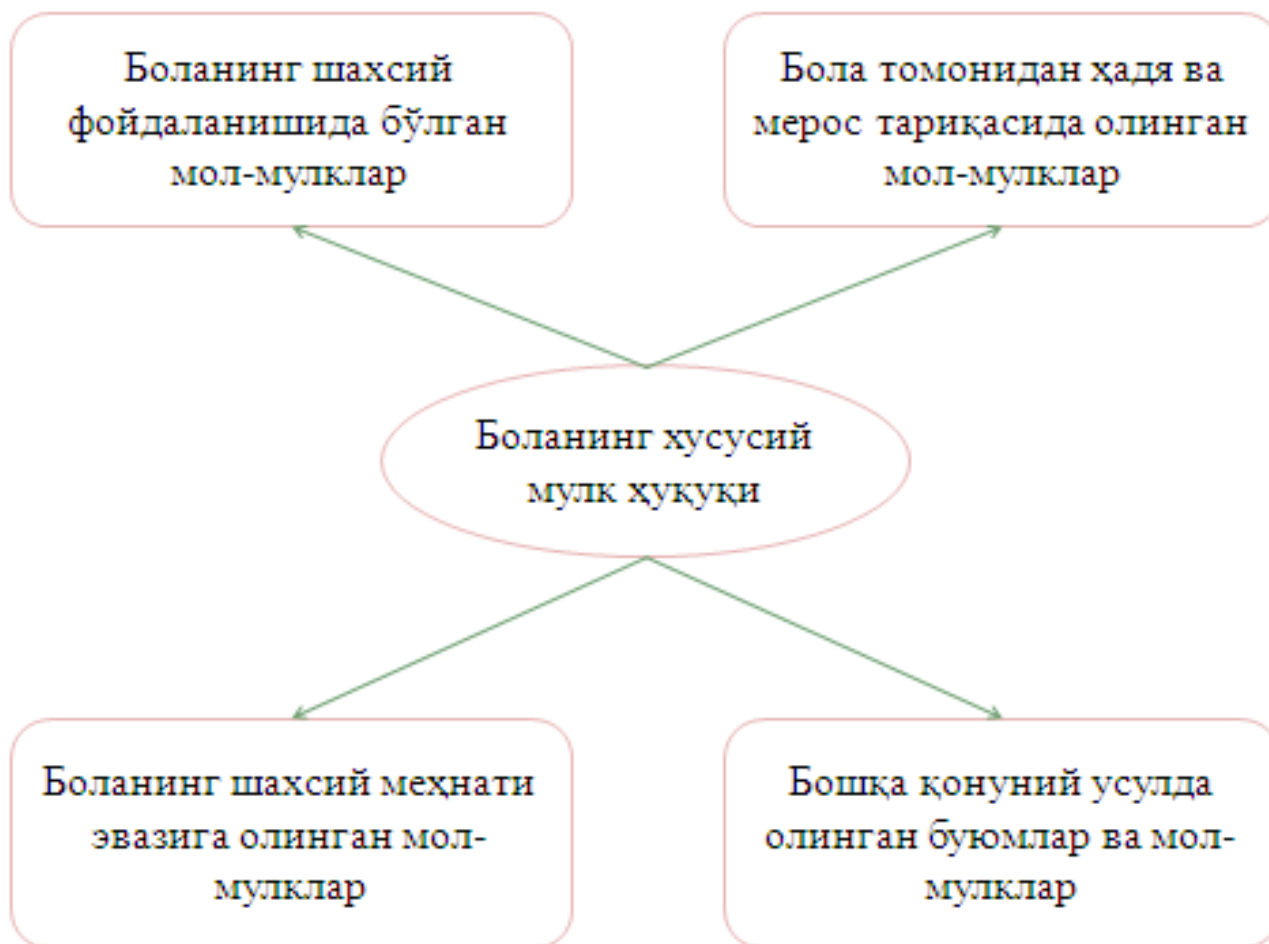 Боланинг шахсий
фойдаланишида бўлган
мол-мулклар
Бола томонидан ҳадя ва
мерос тариқасида олинган
мол-мулклар
Боланинг хусусий
мулк ҳуқуқи
Боланинг шахсий меҳнати
эвазига олинган мол-
мулклар
Бошқа қонуний усулда
олинган буюмлар ва мол-
мулклар